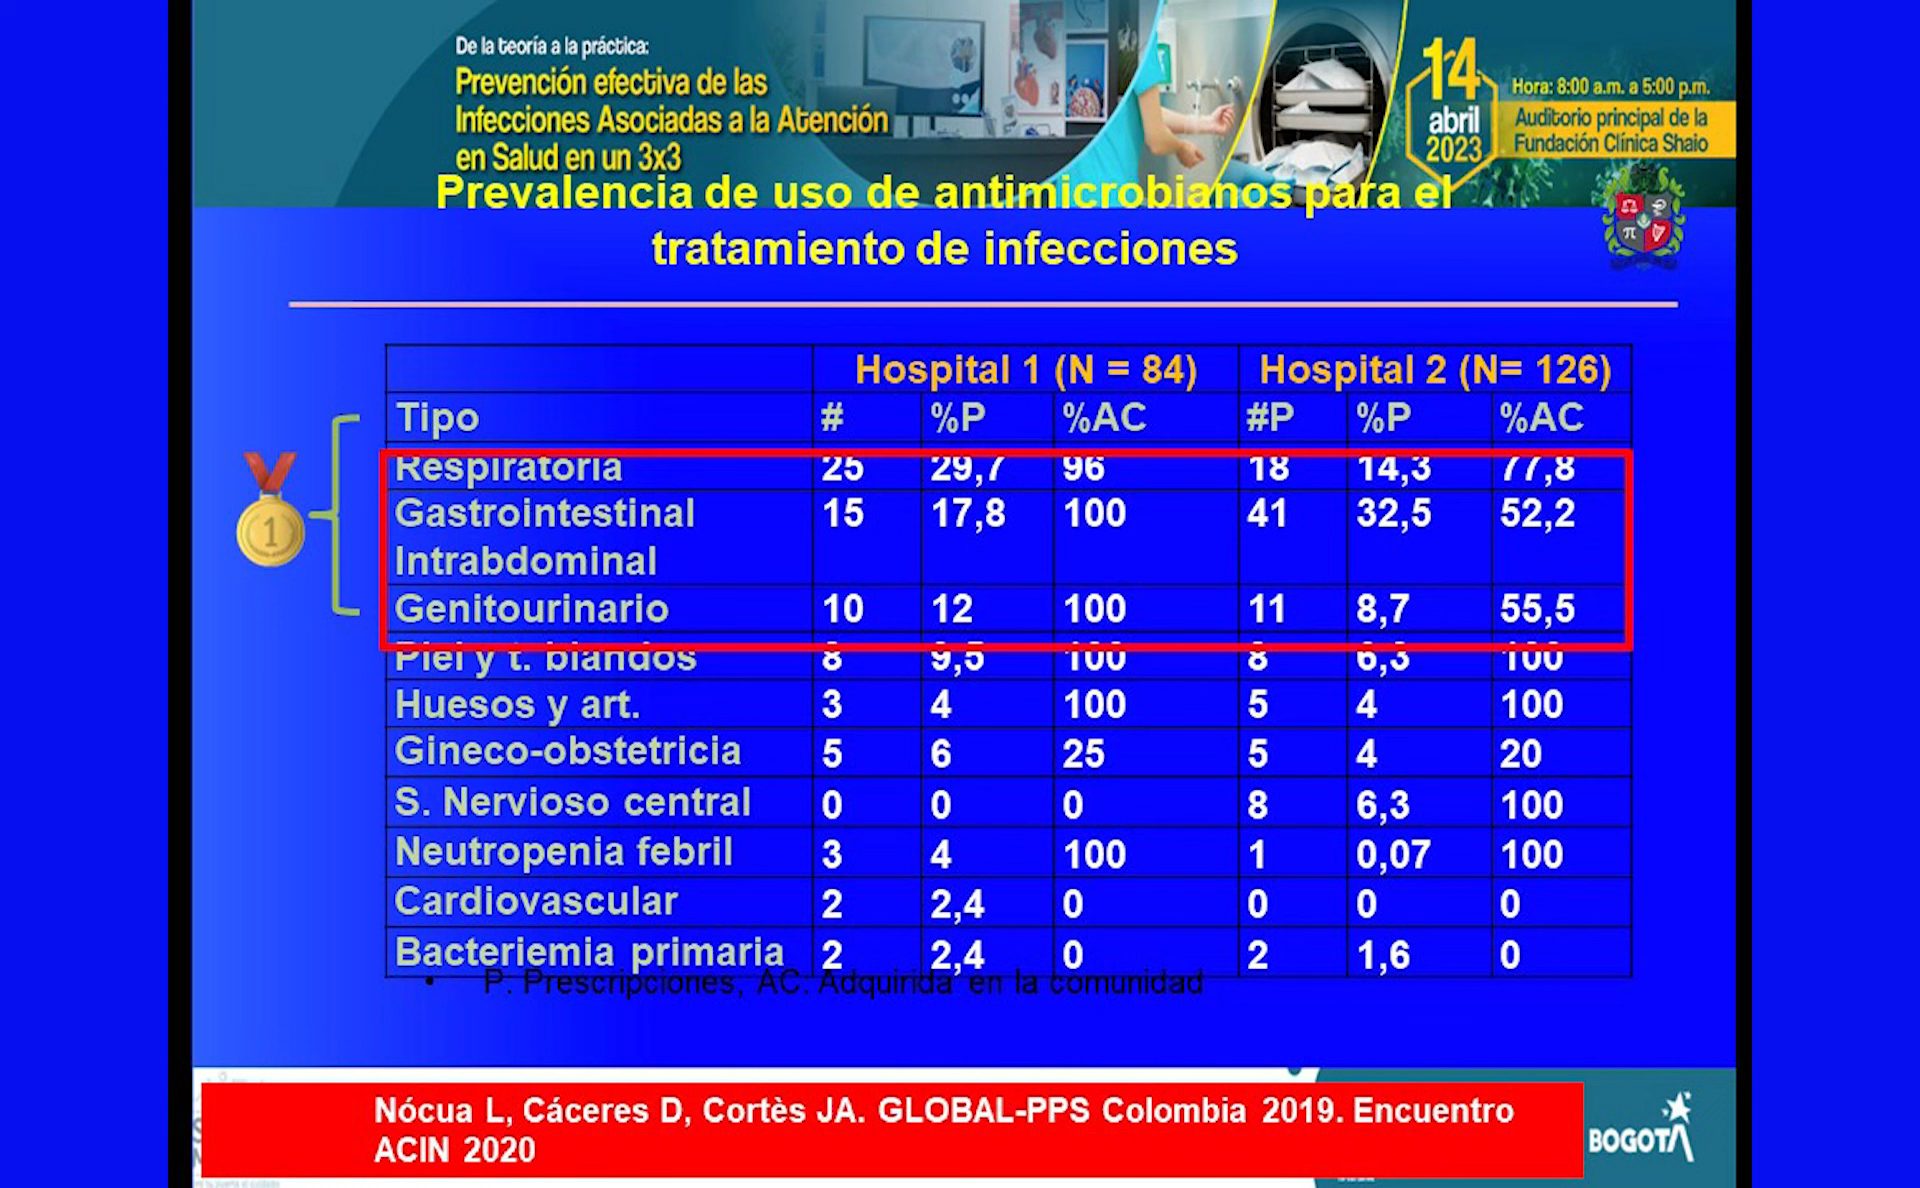 De la teoría a la práctica:
Prevención efectiva de las
Infecciones Asociadas a la Atención
en Salud en un 3x3
14
abril
2023
Hora: 8:00 a.m. a 5:00 p.m.
Auditorio principal de la
Fundación Clínica Shaio
Prevalencia de uso de antimicrobianos para el
tratamiento de infecciones
Hospital 1 (N = 84) Hospital 2 (N= 126)
Tipo # %P %AC #P %P %AC
Respiratoria 25 29,7 96 18 14,3 77,8
Gastrointestinal 15 17,8 100 41 32,5 52,2
Intrabdominal
Genitourinario 10 12 100 11 8,7 55,5
Piel y t. blandos 8 9,5 100 8 6,3 100
Huesos y art. 3 4 100 5 4 100
Gineco-obstetricia 5 6 25 5 4 20
S. Nervioso central 0 0 0 8 6,3 100
Neutropenia febril 3 4 100 1 0,07 100
Cardiovascular 2 2,4 0 0 0 0
Bacteriemia primaria 2 2,4 0 2 1,6 0
• P: Prescripciones, AC: Adquirida en la comunidad
1
Nócua L, Cáceres D, Cortès JA. GLOBAL-PPS Colombia 2019. Encuentro
ACIN 2020
BOGOTÁ